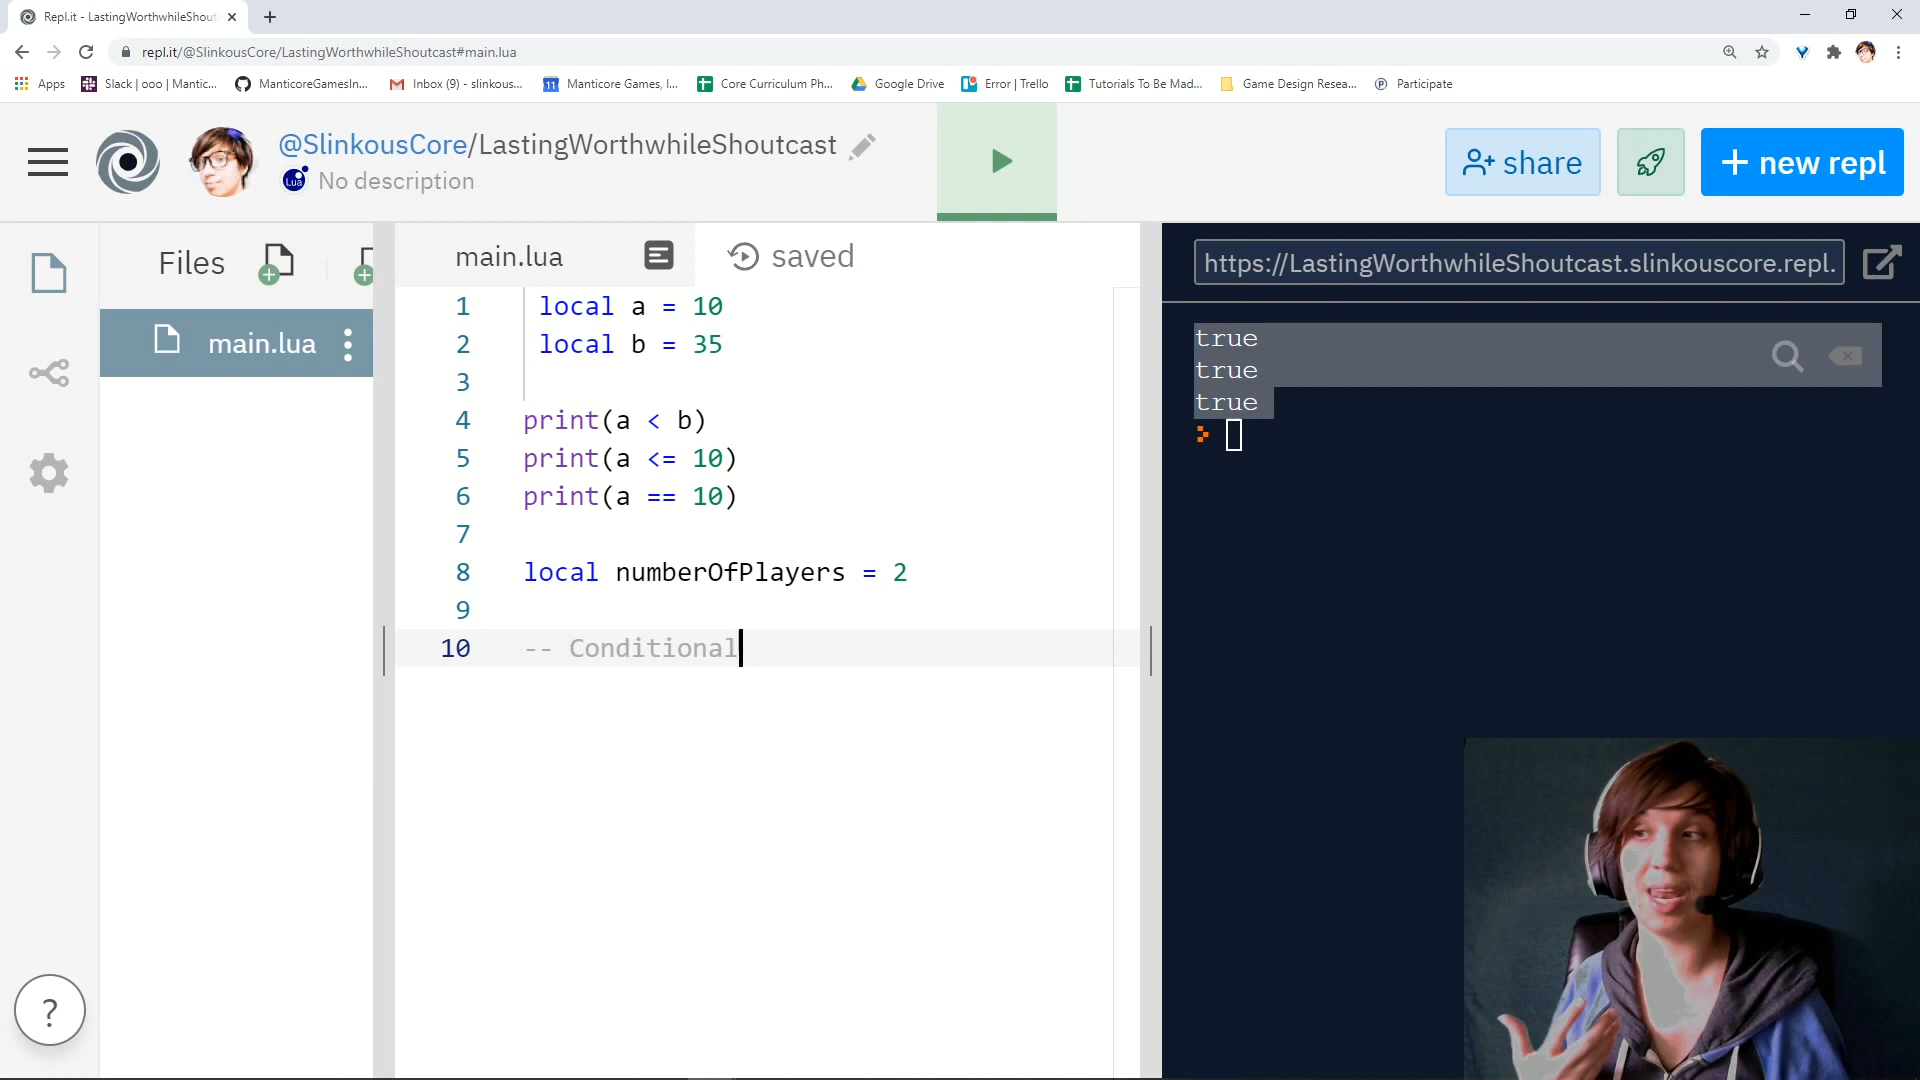 Repl.it - LastingWorthwhileShout
repl.it/@SlinkousCore/LastingWorthwhileShoutcast#main.lua
Apps
Slack | ooo | Mantic...
ManticoreGamesIn...
Inbox (9) - slinkous...
11
Manticore Games, I...
Core Curriculum Ph...
Google Drive
Error | Trello
Tutorials To Be Mad...
Game Design Resea...
Participate
@SlinkousCore/LastingWorthwhileShoutcast
Lua
No description
share
+ new repl
Files
main.lua
main.lua
saved
https://LastingWorthwhileShoutcast.slinkouscore.repl.
1 local a = 10
2 local b = 35
3
4 print(a < b)
5 print(a <= 10)
6 print(a == 10)
7
8 local numberOfPlayers = 2
9
10 -- Conditional
true
true
true
?